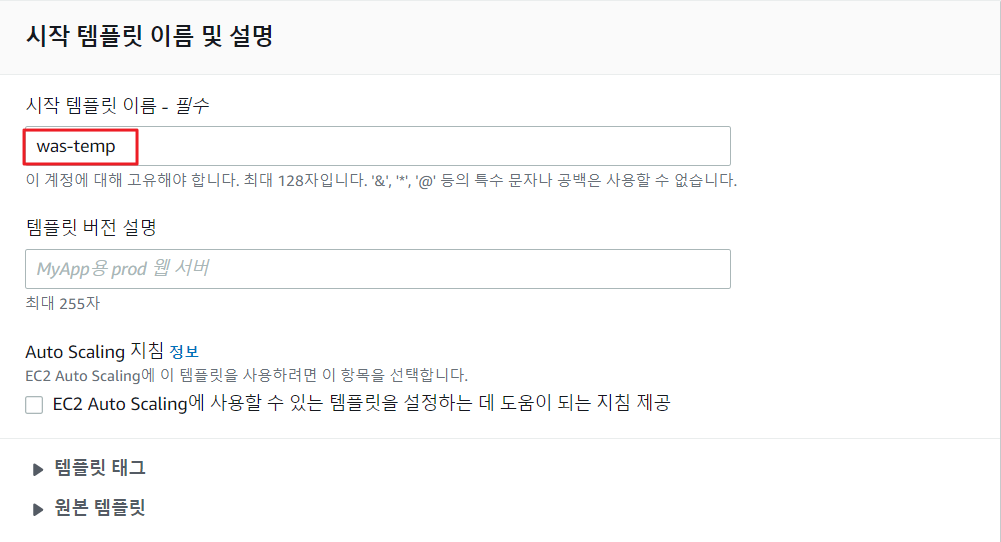 시작 템플릿 이름 및 설명
시작 템플릿 이름 - 필수
was-temp
이 계정에 대해 고유해야 합니다. 최대 128자입니다. '&', '*', '@' 등의 특수 문자나 공백은 사용할 수 없습니다.
템플릿 버전 설명
MyApp용 prod 웹 서버
최대 255자
Auto Scaling 지침 정보
EC2 Auto Scaling에 이 템플릿을 사용하려면 이 항목을 선택합니다.
EC2 Auto Scaling에 사용할 수 있는 템플릿을 설정하는 데 도움이 되는 지침 제공
템플릿 태그
원본 템플릿